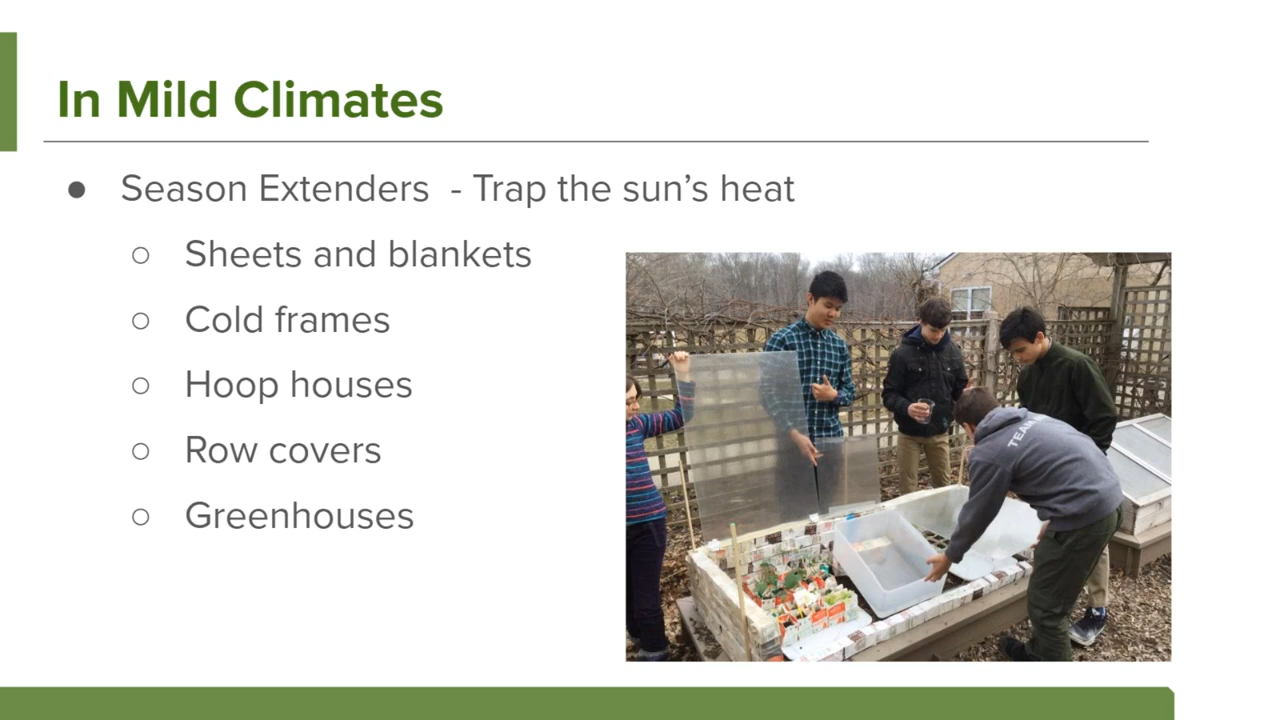 In Mild Climates
● Season Extenders - Trap the sun’s heat
○ Sheets and blankets
○ Cold frames
○ Hoop houses
○ Row covers
○ Greenhouses
TEAM